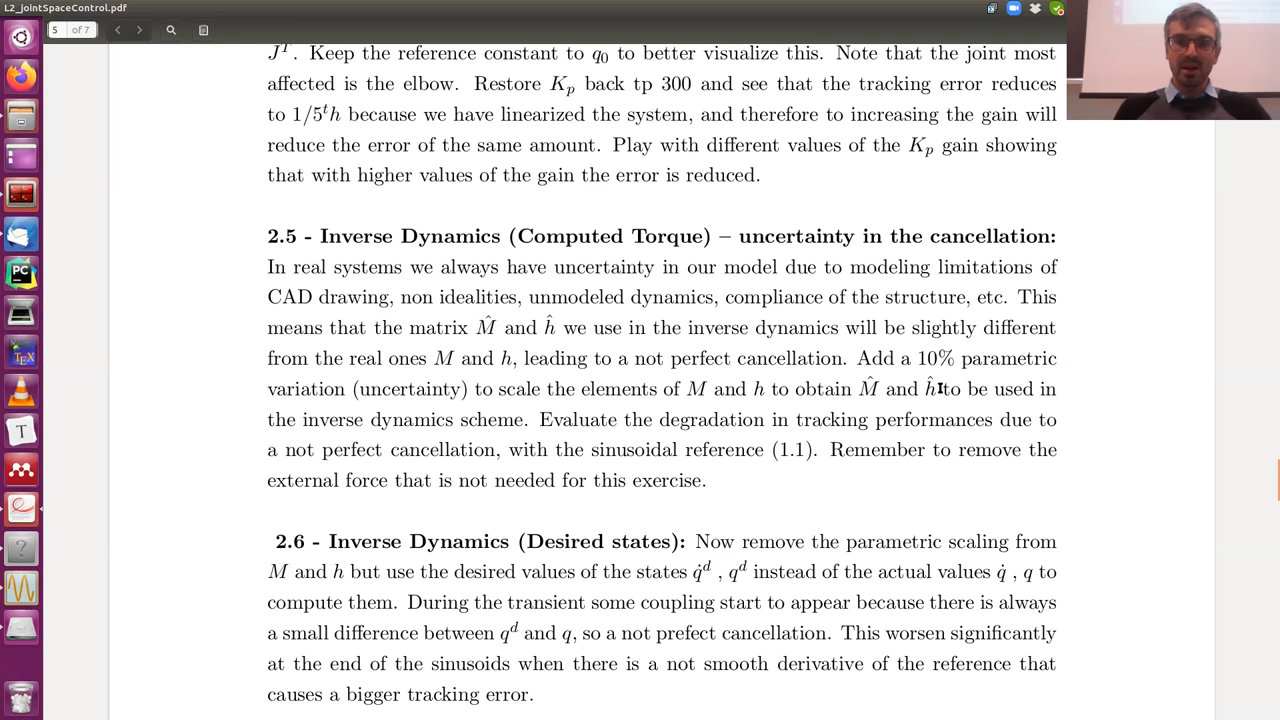 L2_jointSpaceControl.pdf
5 of 7
Jᵀ. Keep the reference constant to q₀ to better visualize this. Note that the joint most
affected is the elbow. Restore Kₚ back tp 300 and see that the tracking error reduces
to 1/5ᵗh because we have linearized the system, and therefore to increasing the gain will
reduce the error of the same amount. Play with different values of the Kₚ gain showing
that with higher values of the gain the error is reduced.
2.5 - Inverse Dynamics (Computed Torque) – uncertainty in the cancellation:
In real systems we always have uncertainty in our model due to modeling limitations of
CAD drawing, non idealities, unmodeled dynamics, compliance of the structure, etc. This
means that the matrix M̂ and ĥ we use in the inverse dynamics will be slightly different
from the real ones M and h, leading to a not perfect cancellation. Add a 10% parametric
variation (uncertainty) to scale the elements of M and h to obtain M̂ and ĥ to be used in
the inverse dynamics scheme. Evaluate the degradation in tracking performances due to
a not perfect cancellation, with the sinusoidal reference (1.1). Remember to remove the
external force that is not needed for this exercise.
2.6 - Inverse Dynamics (Desired states): Now remove the parametric scaling from
M and h but use the desired values of the states q̇ᵈ , qᵈ instead of the actual values q̇ , q to
compute them. During the transient some coupling start to appear because there is always
a small difference between qᵈ and q, so a not prefect cancellation. This worsen significantly
at the end of the sinusoids when there is a not smooth derivative of the reference that
causes a bigger tracking error.
PC
TEX
T
?